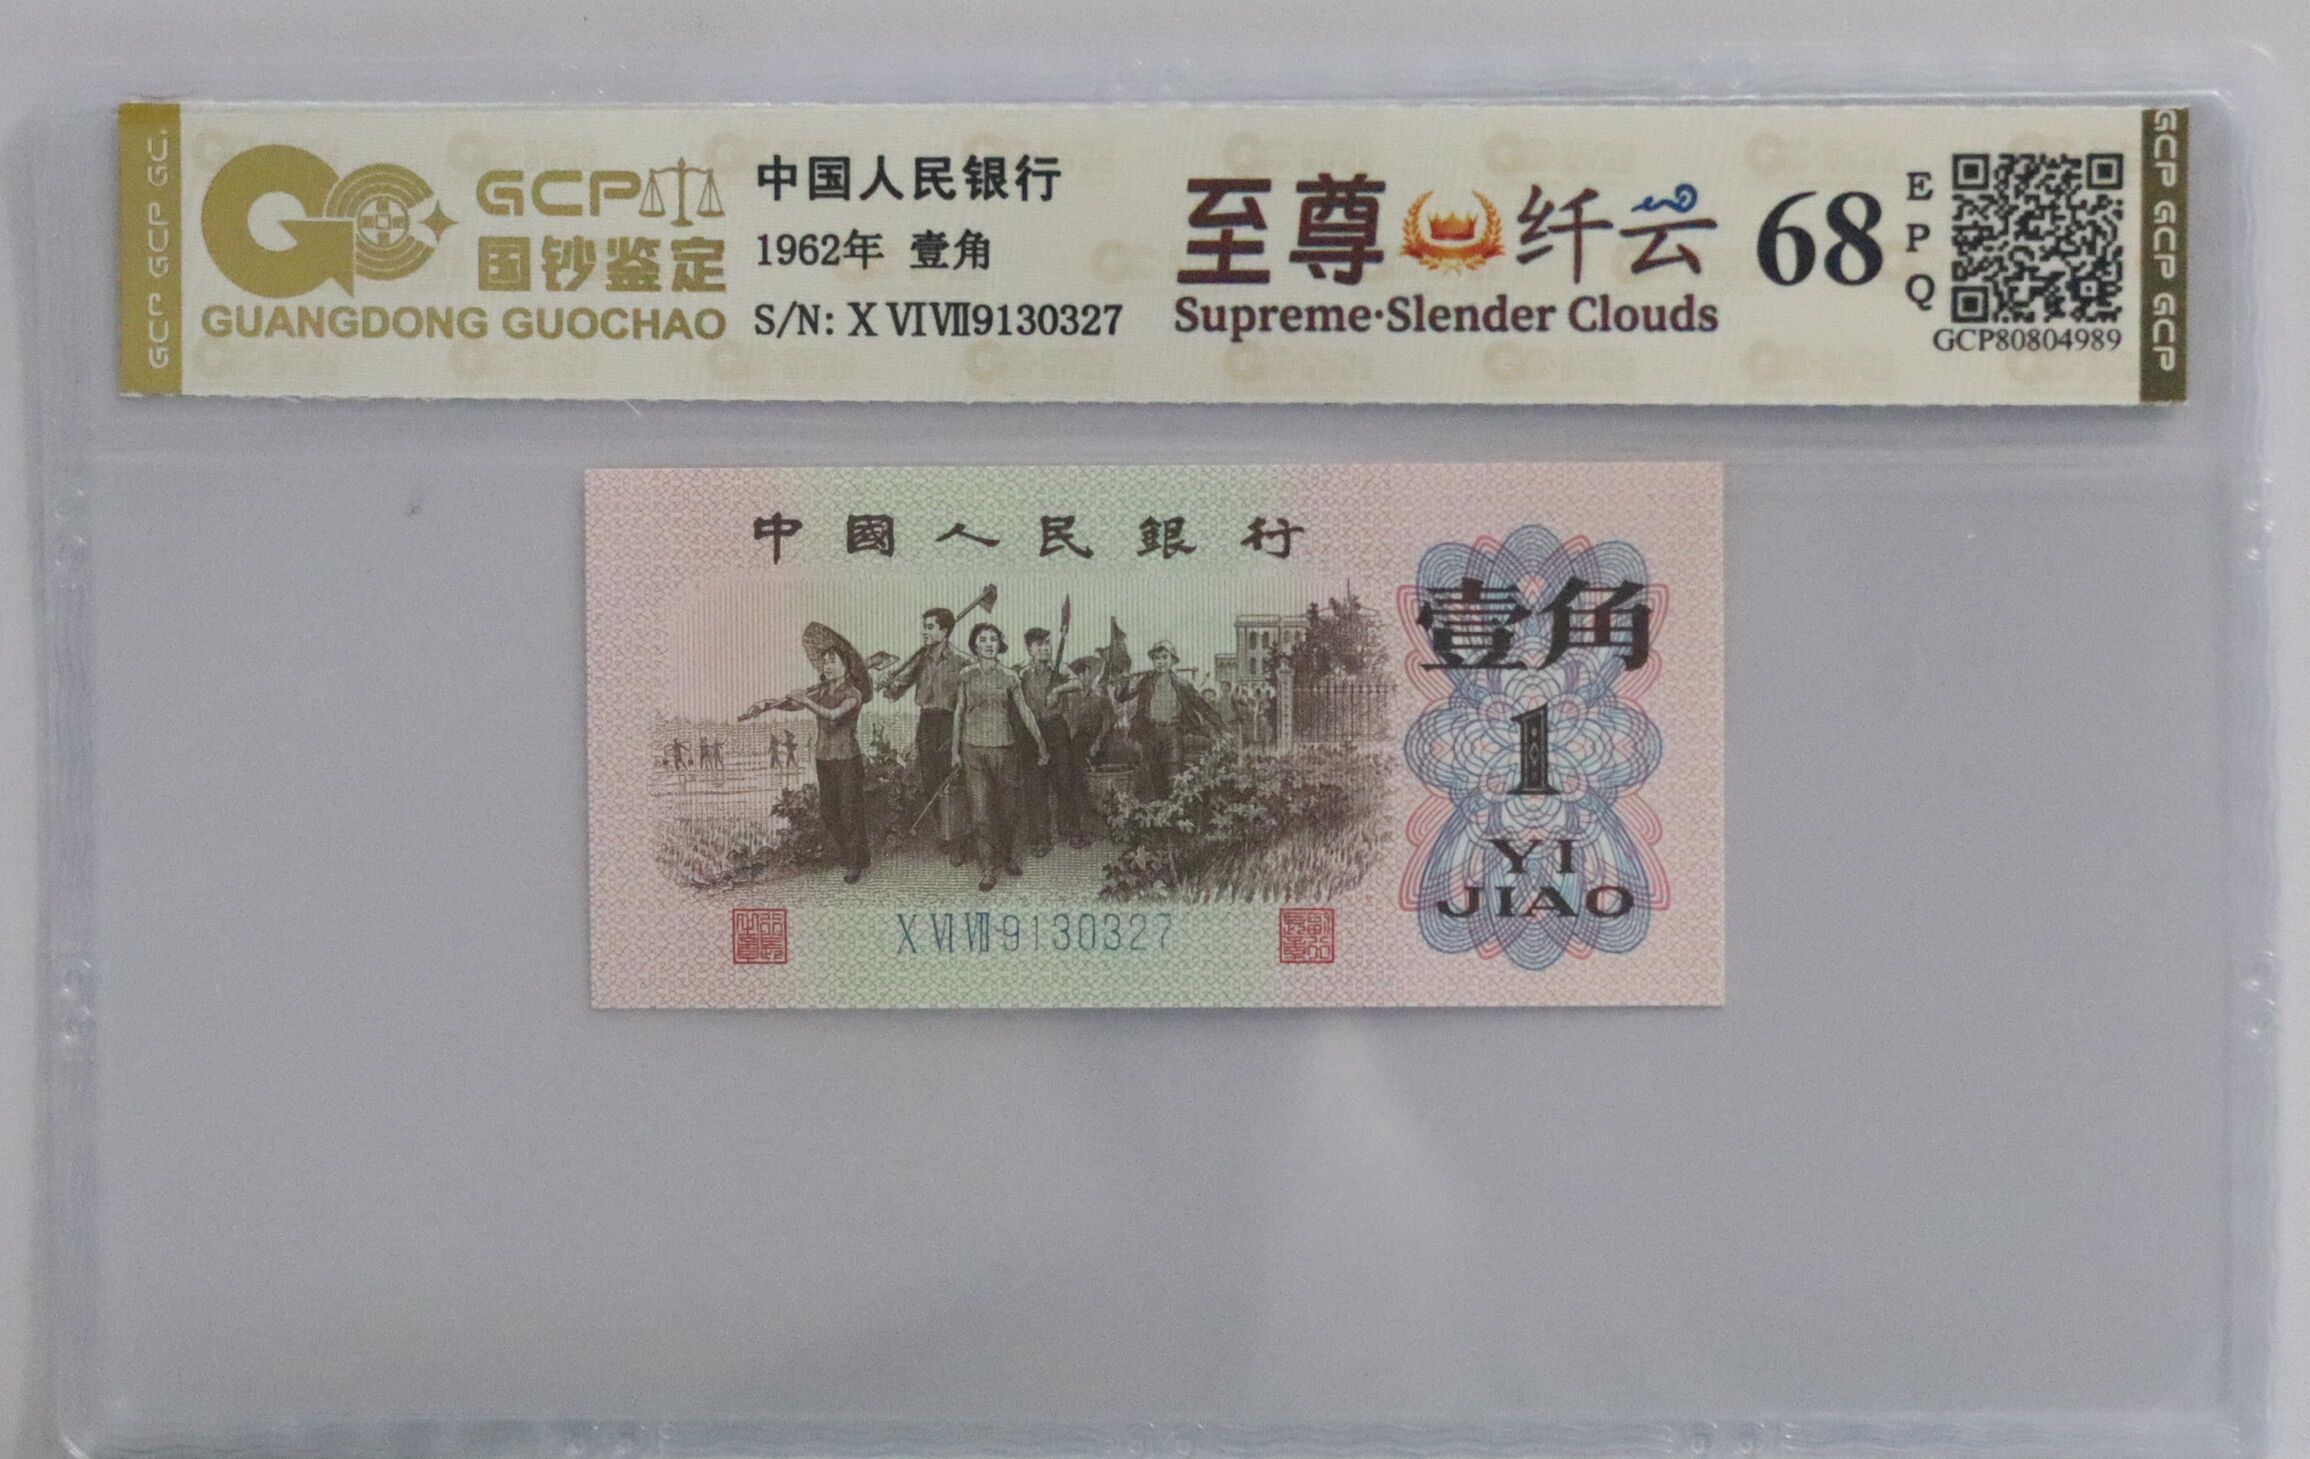 GCP
国钞鉴定
GUANGDONG GUOCHAO
中国人民银行
1962年 壹角
S/N: X VI VII 9130327
至尊 纤云
Supreme·Slender Clouds
68
EPQ
GCP80804989
GCP GCP GCP
GCP GCP GC
中國人民銀行
壹角
1
YI
JIAO
X VI VII 9130327